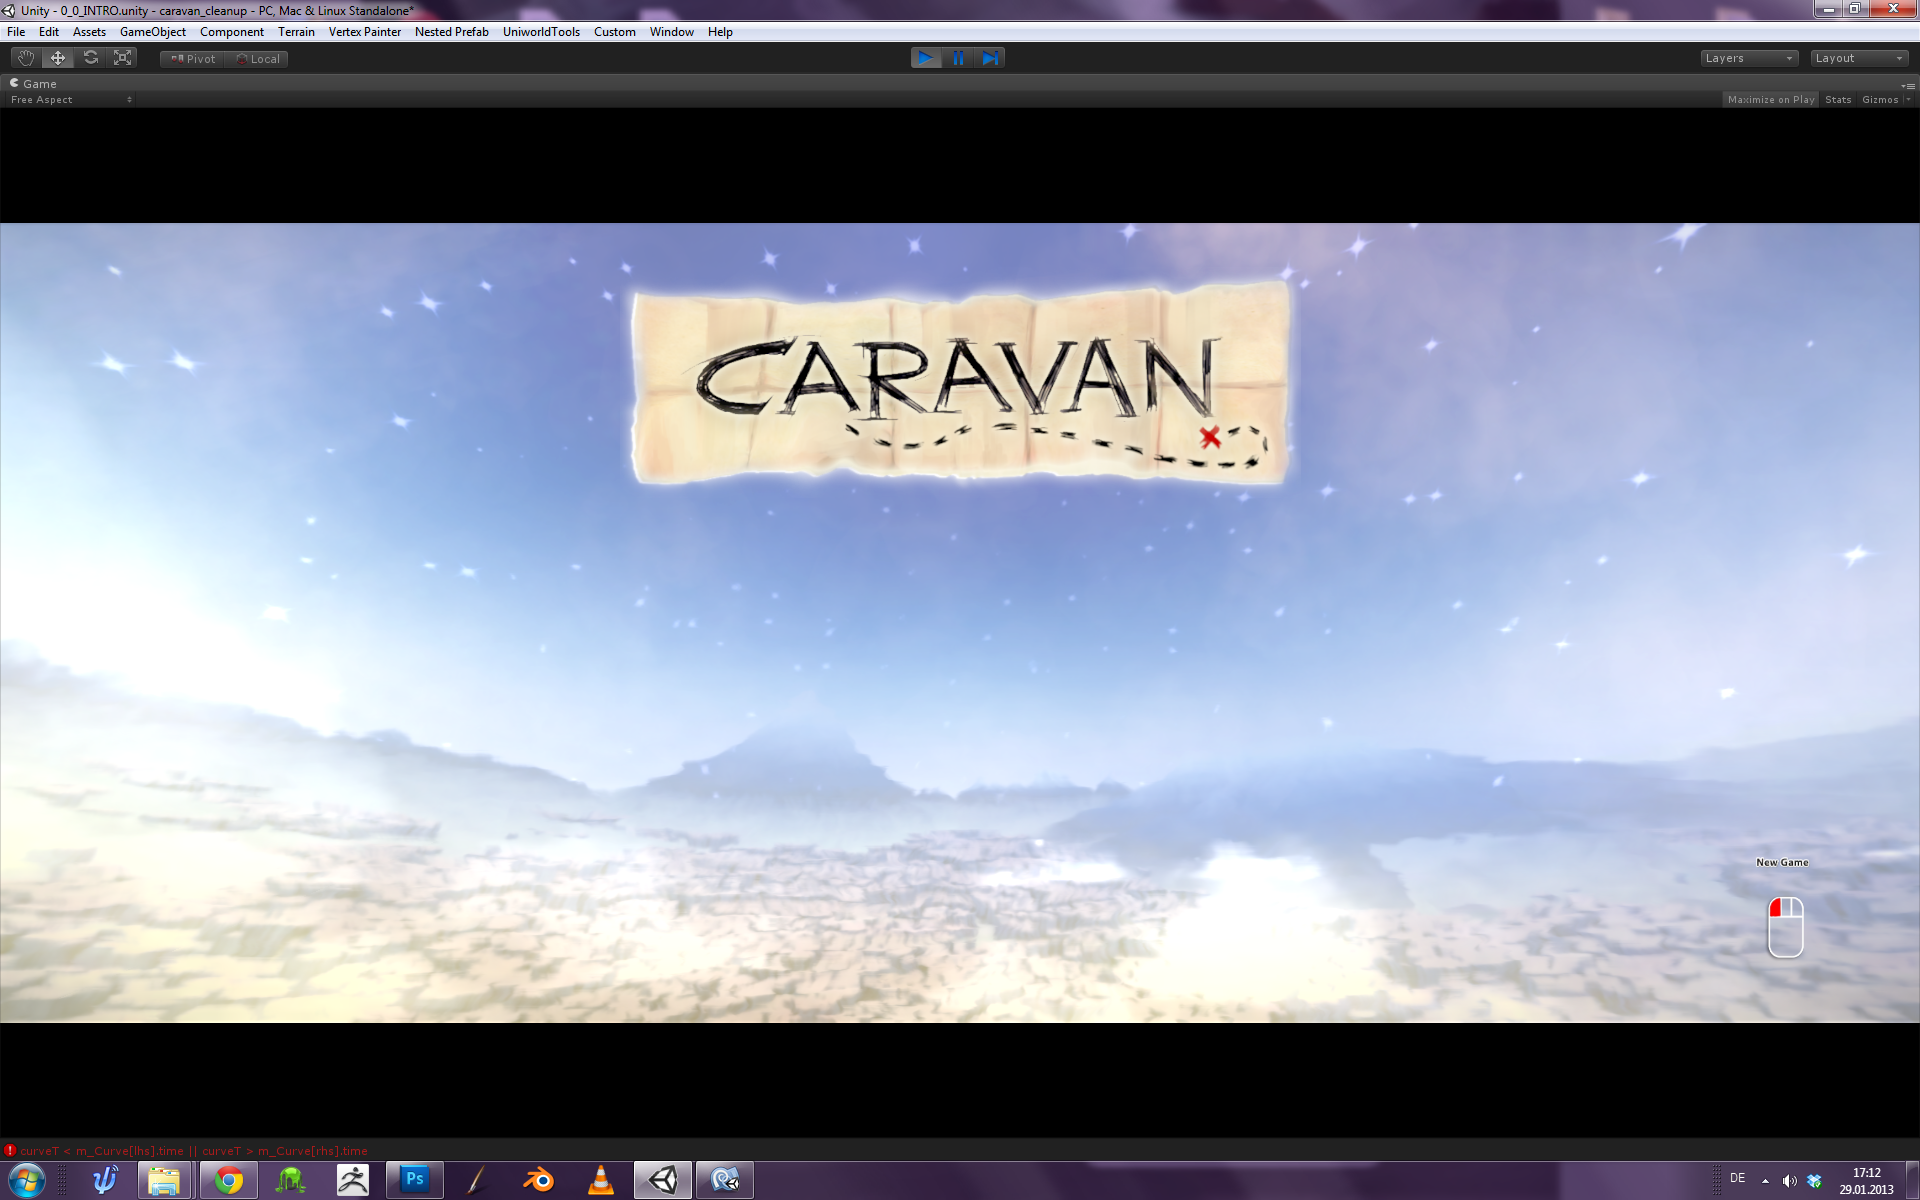 Unity - 0_0_INTRO.unity - caravan_cleanup - PC, Mac & Linux Standalone*
File Edit Assets GameObject Component Terrain Vertex Painter Nested Prefab UniworldTools Custom Window Help
Pivot Local Layers Layout
Game
Free Aspect Maximize on Play Stats Gizmos
CARAVAN
New Game
curveT < m_Curve[lhs].time || curveT > m_Curve[rhs].time
Ps
DE 17:12
29.01.2013